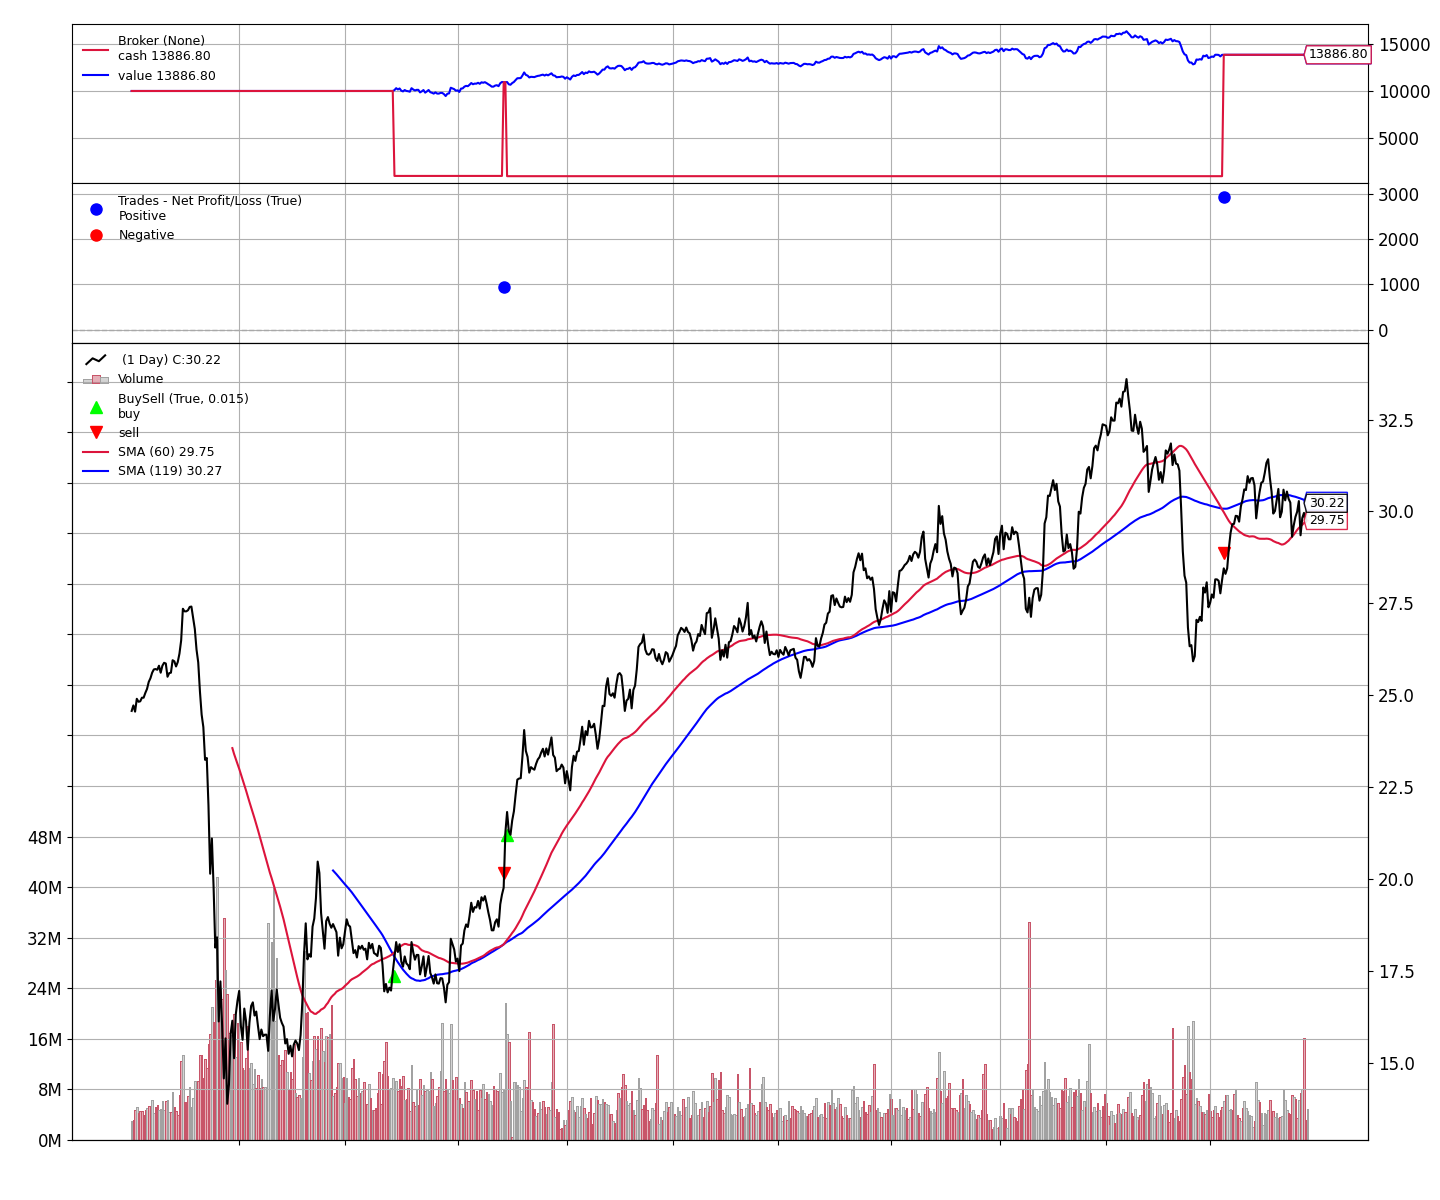 Broker (None)
cash 13886.80
value 13886.80
13886.80
15000
10000
5000
Trades - Net Profit/Loss (True)
Positive
Negative
3000
2000
1000
0
(1 Day) C:30.22
Volume
BuySell (True, 0.015)
buy
sell
SMA (60) 29.75
SMA (119) 30.27
32.5
30.0
27.5
25.0
22.5
20.0
17.5
15.0
30.22
29.75
48M
40M
32M
24M
16M
8M
0M